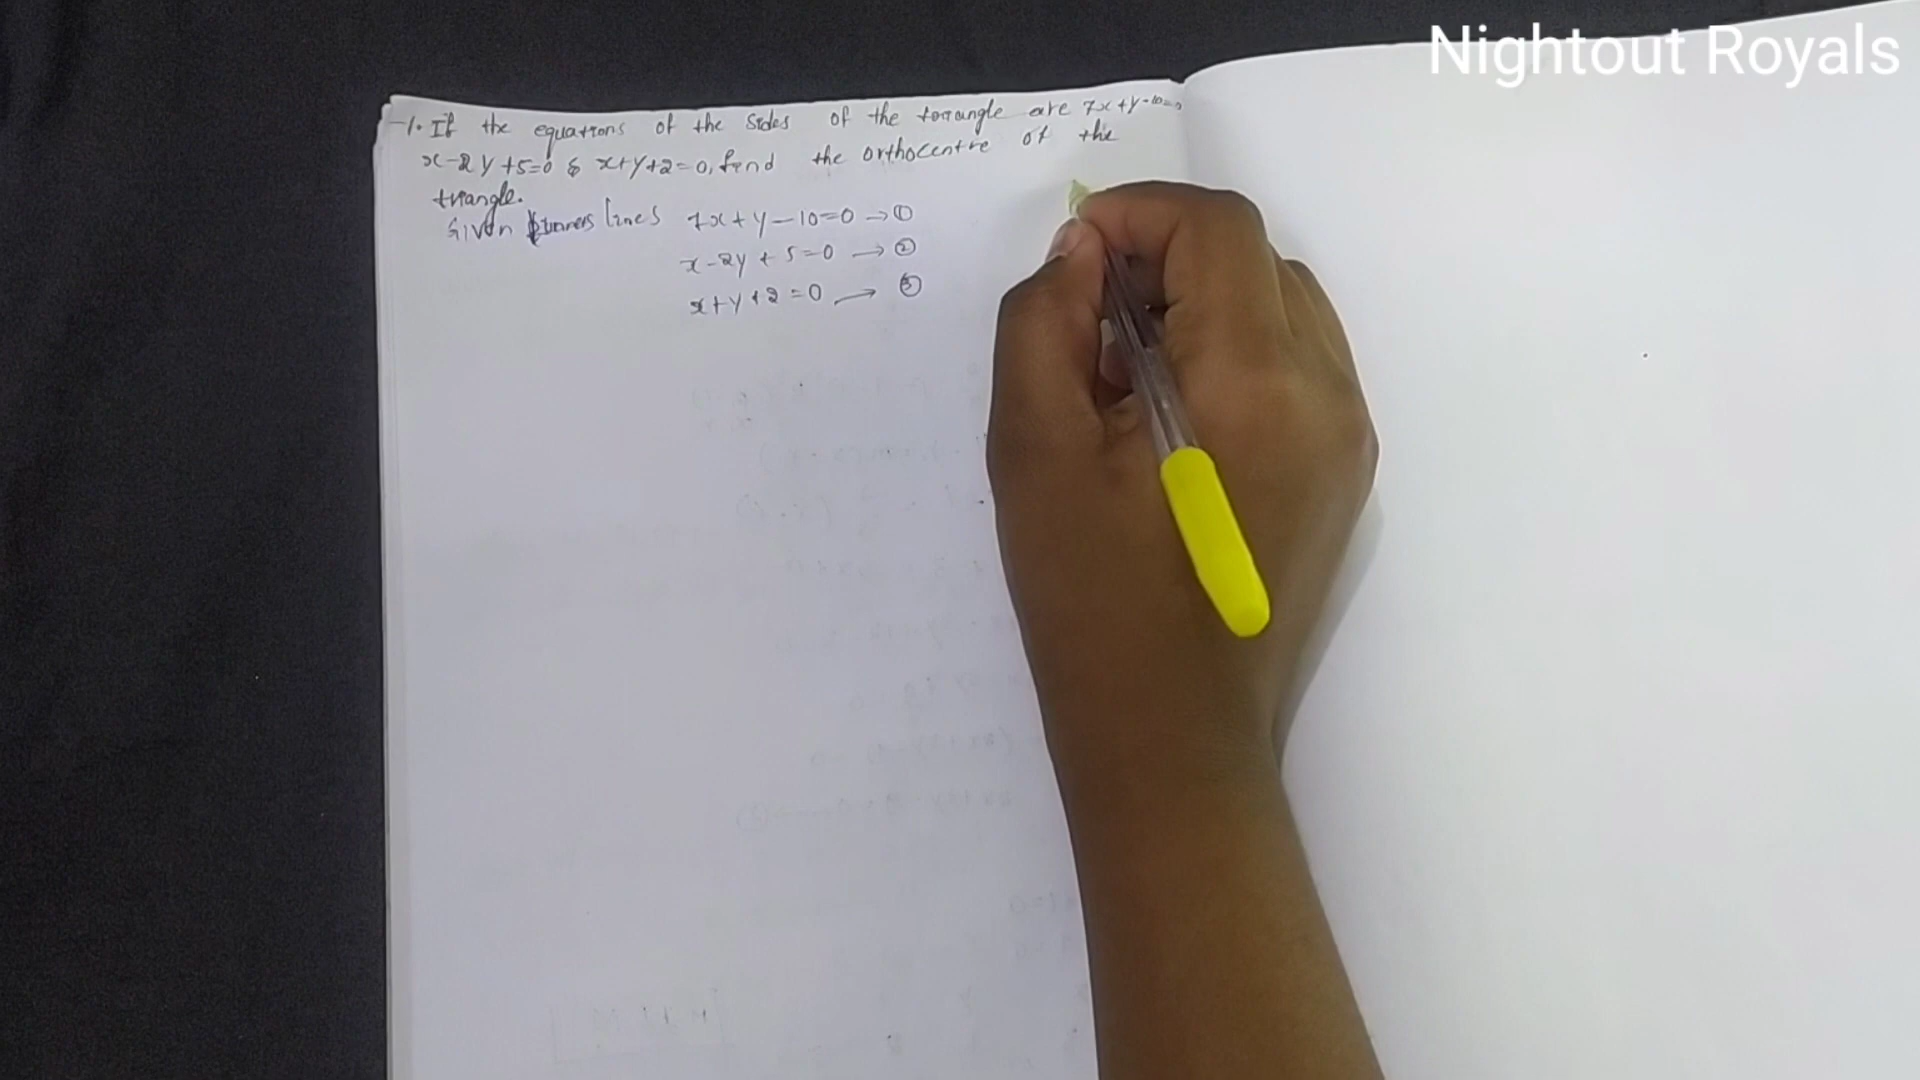 Nightout Royals
1. If the equations of the sides of the triangle are 7x+y-10=0
x-2y+5=0 & x+y+2=0, find the orthocentre of the
triangle.
Given lines 7x+y-10=0 → ①
x-2y+5=0 → ②
x+y+2=0 → ③